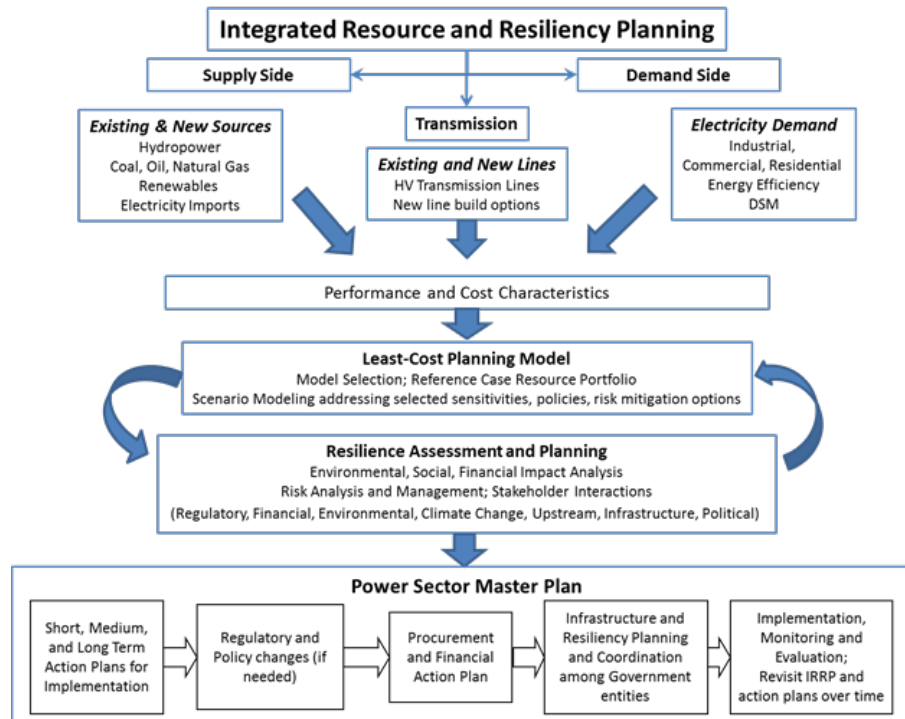 Integrated Resource and Resiliency Planning
Supply Side
Demand Side
Transmission
Existing & New Sources
Hydropower
Coal, Oil, Natural Gas
Renewables
Electricity Imports
Existing and New Lines
HV Transmission Lines
New line build options
Electricity Demand
Industrial,
Commercial, Residential
Energy Efficiency
DSM
Performance and Cost Characteristics
Least-Cost Planning Model
Model Selection; Reference Case Resource Portfolio
Scenario Modeling addressing selected sensitivities, policies, risk mitigation options
Resilience Assessment and Planning
Environmental, Social, Financial Impact Analysis
Risk Analysis and Management; Stakeholder Interactions
(Regulatory, Financial, Environmental, Climate Change, Upstream, Infrastructure, Political)
Power Sector Master Plan
Short, Medium,
and Long Term
Action Plans for
Implementation
Regulatory and
Policy changes (if
needed)
Procurement
and Financial
Action Plan
Infrastructure and
Resiliency Planning
and Coordination
among Government
entities
Implementation,
Monitoring and
Evaluation;
Revisit IRRP and
action plans over time